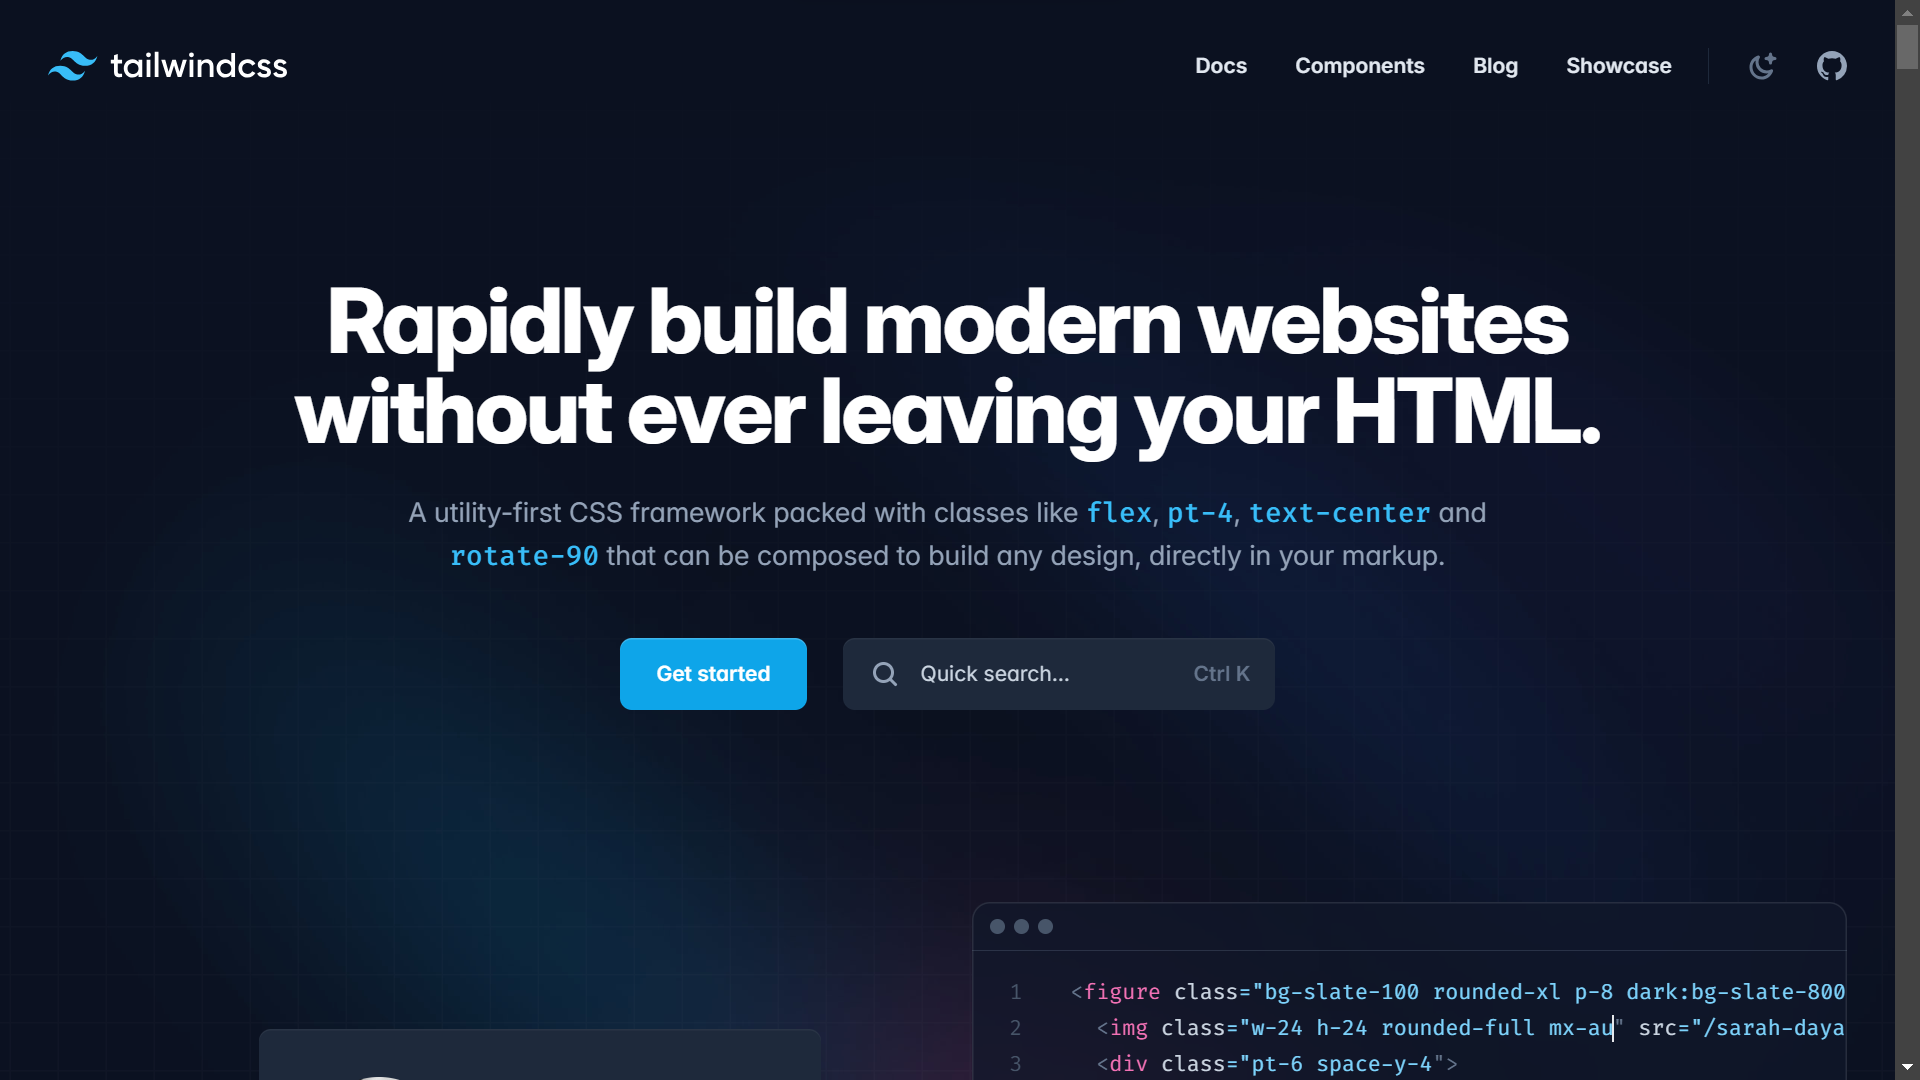 tailwindcss
Docs Components Blog Showcase
Rapidly build modern websites
without ever leaving your HTML.
A utility-first CSS framework packed with classes like flex, pt-4, text-center and
rotate-90 that can be composed to build any design, directly in your markup.
Get started
Quick search... Ctrl K
1 <figure class="bg-slate-100 rounded-xl p-8 dark:bg-slate-800
2 <img class="w-24 h-24 rounded-full mx-au" src="/sarah-daya
3 <div class="pt-6 space-y-4">